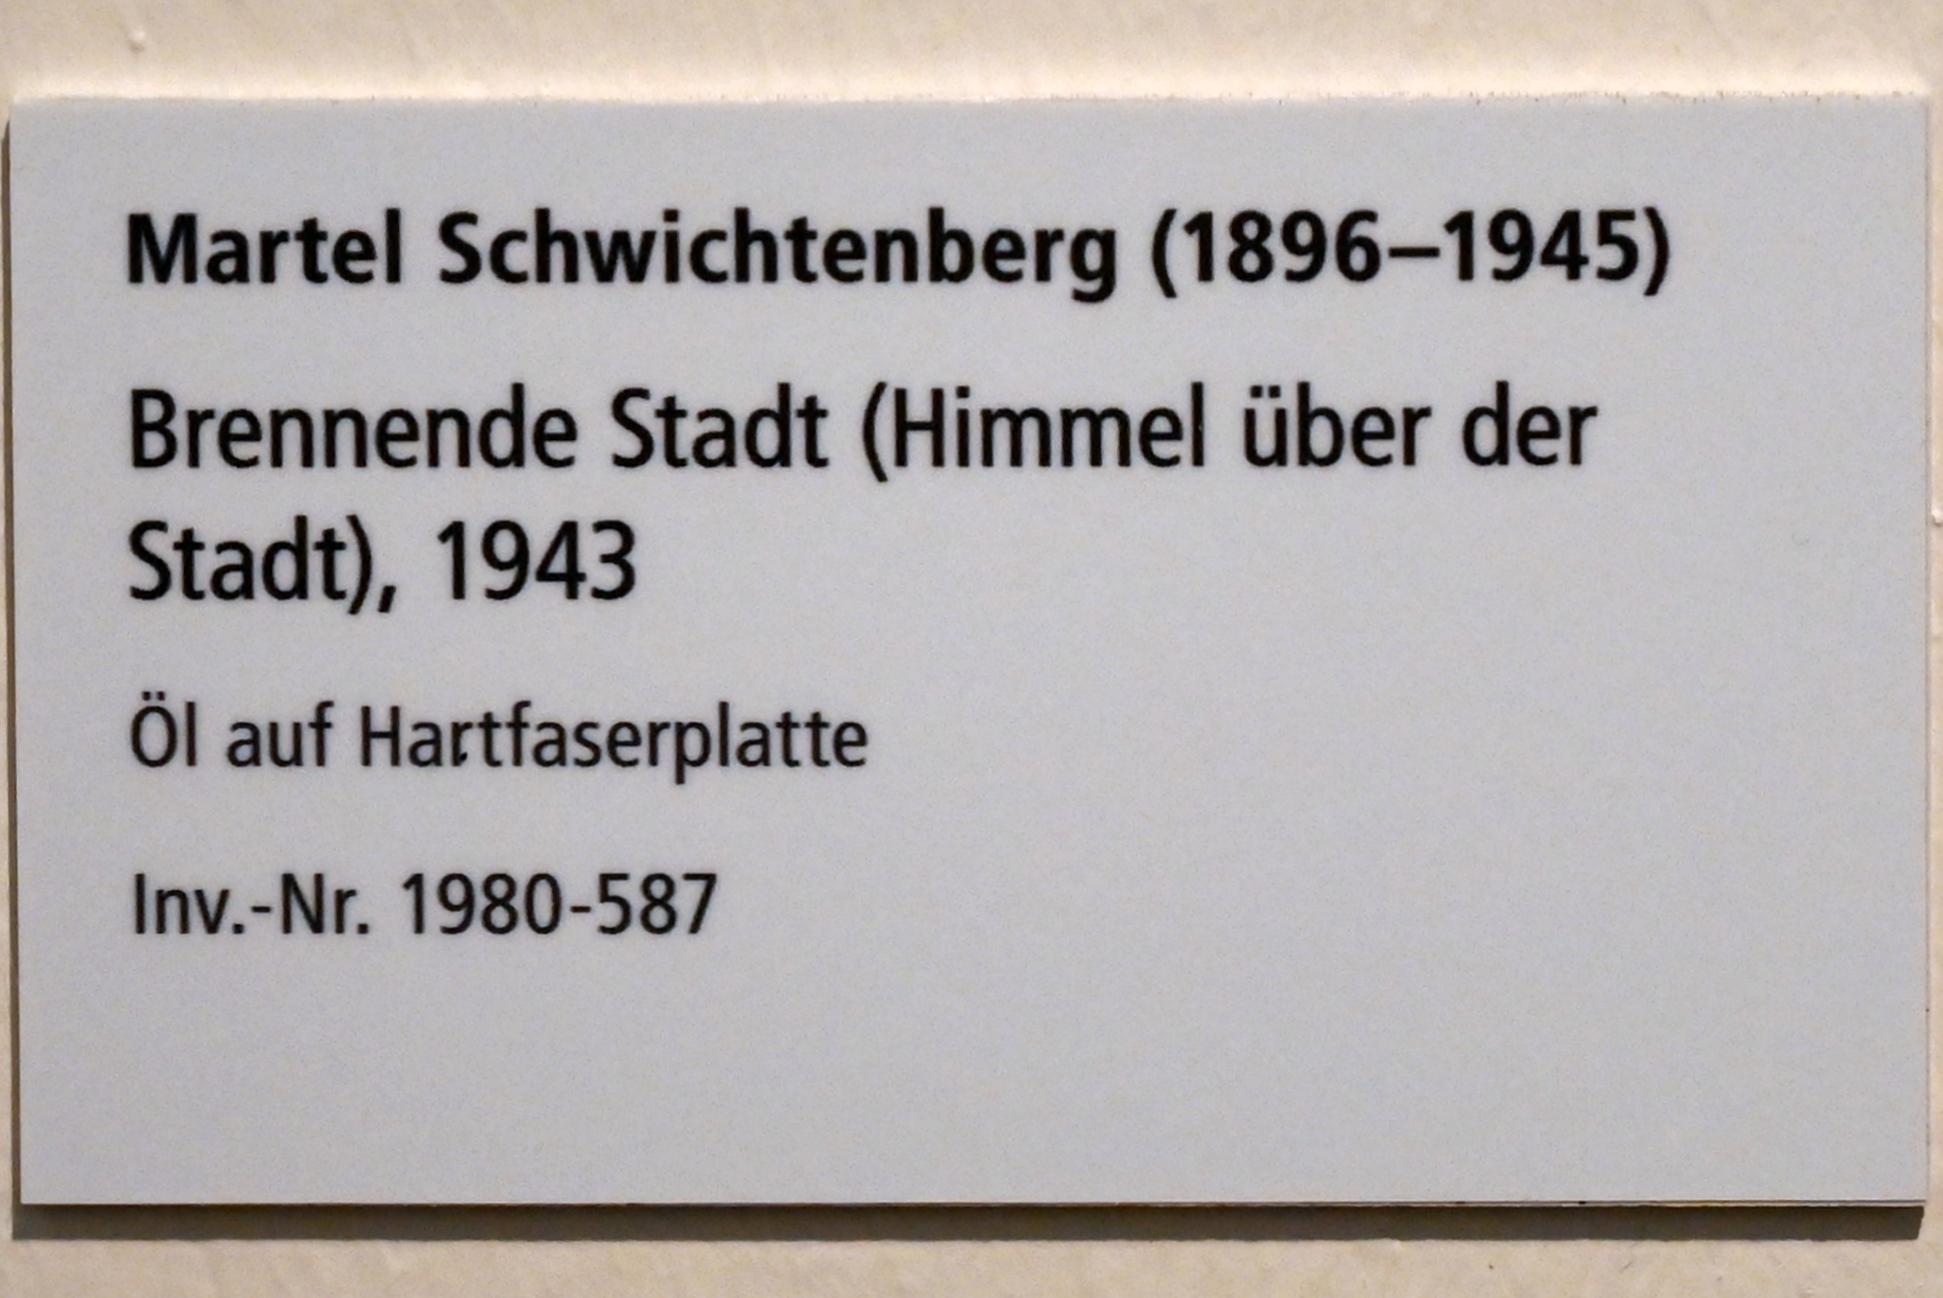 Martel Schwichtenberg (1896–1945)
Brennende Stadt (Himmel über der
Stadt), 1943
Öl auf Hartfaserplatte
Inv.-Nr. 1980-587